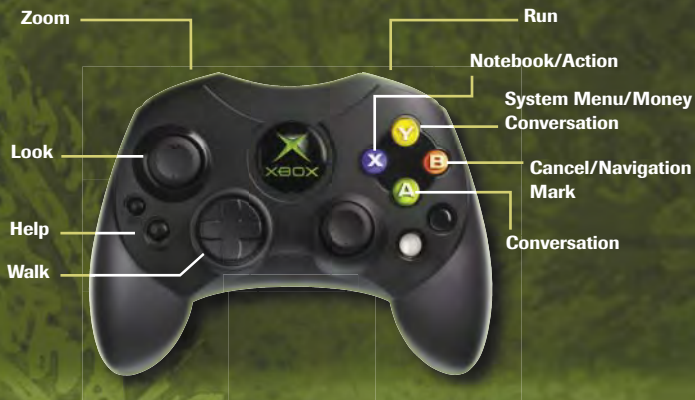 Zoom
Run
Notebook/Action
System Menu/Money
Conversation
Look
Cancel/Navigation
Mark
Help
Conversation
Walk
Y
X
B
A
XBOX